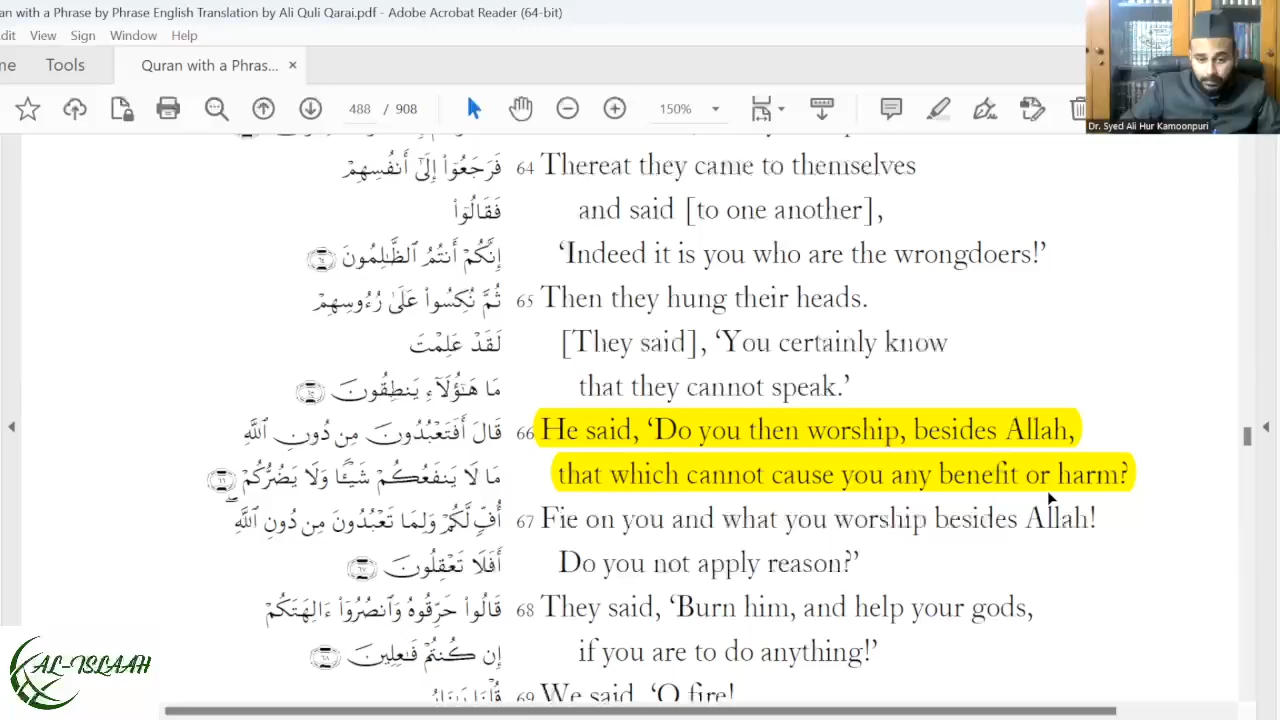 an with a Phrase by Phrase English Translation by Ali Quli Qarai.pdf - Adobe Acrobat Reader (64-bit)
dit View Sign Window Help
me Tools Quran with a Phras... ×
488 / 908 150%
Dr. Syed Ali Hur Kamoonpuri
فَرَجَعُوٓا۟ إِلَىٰٓ أَنفُسِهِمْ 64 Thereat they came to themselves
فَقَالُوٓا۟ and said [to one another],
إِنَّكُمْ أَنتُمُ ٱلظَّـٰلِمُونَ ٦٤ ‘Indeed it is you who are the wrongdoers!’
ثُمَّ نُكِسُوا۟ عَلَىٰ رُءُوسِهِمْ 65 Then they hung their heads.
لَقَدْ عَلِمْتَ [They said], ‘You certainly know
مَا هَـٰٓؤُلَآءِ يَنطِقُونَ ٦٥ that they cannot speak.’
قَالَ أَفَتَعْبُدُونَ مِن دُونِ ٱللَّهِ 66 He said, ‘Do you then worship, besides Allah,
مَا لَا يَنفَعُكُمْ شَيْـًٔا وَلَا يَضُرُّكُمْ ٦٦ that which cannot cause you any benefit or harm?
أُفٍّ لَّكُمْ وَلِمَا تَعْبُدُونَ مِن دُونِ ٱللَّهِ ۖ 67 Fie on you and what you worship besides Allah!
أَفَلَا تَعْقِلُونَ ٦٧ Do you not apply reason?’
قَالُوا۟ حَرِّقُوهُ وَٱنصُرُوٓا۟ ءَالِهَتَكُمْ 68 They said, ‘Burn him, and help your gods,
إِن كُنتُمْ فَـٰعِلِينَ ٦٨ if you are to do anything!’
69 We said, ‘O fire!
AL-ISLAAH